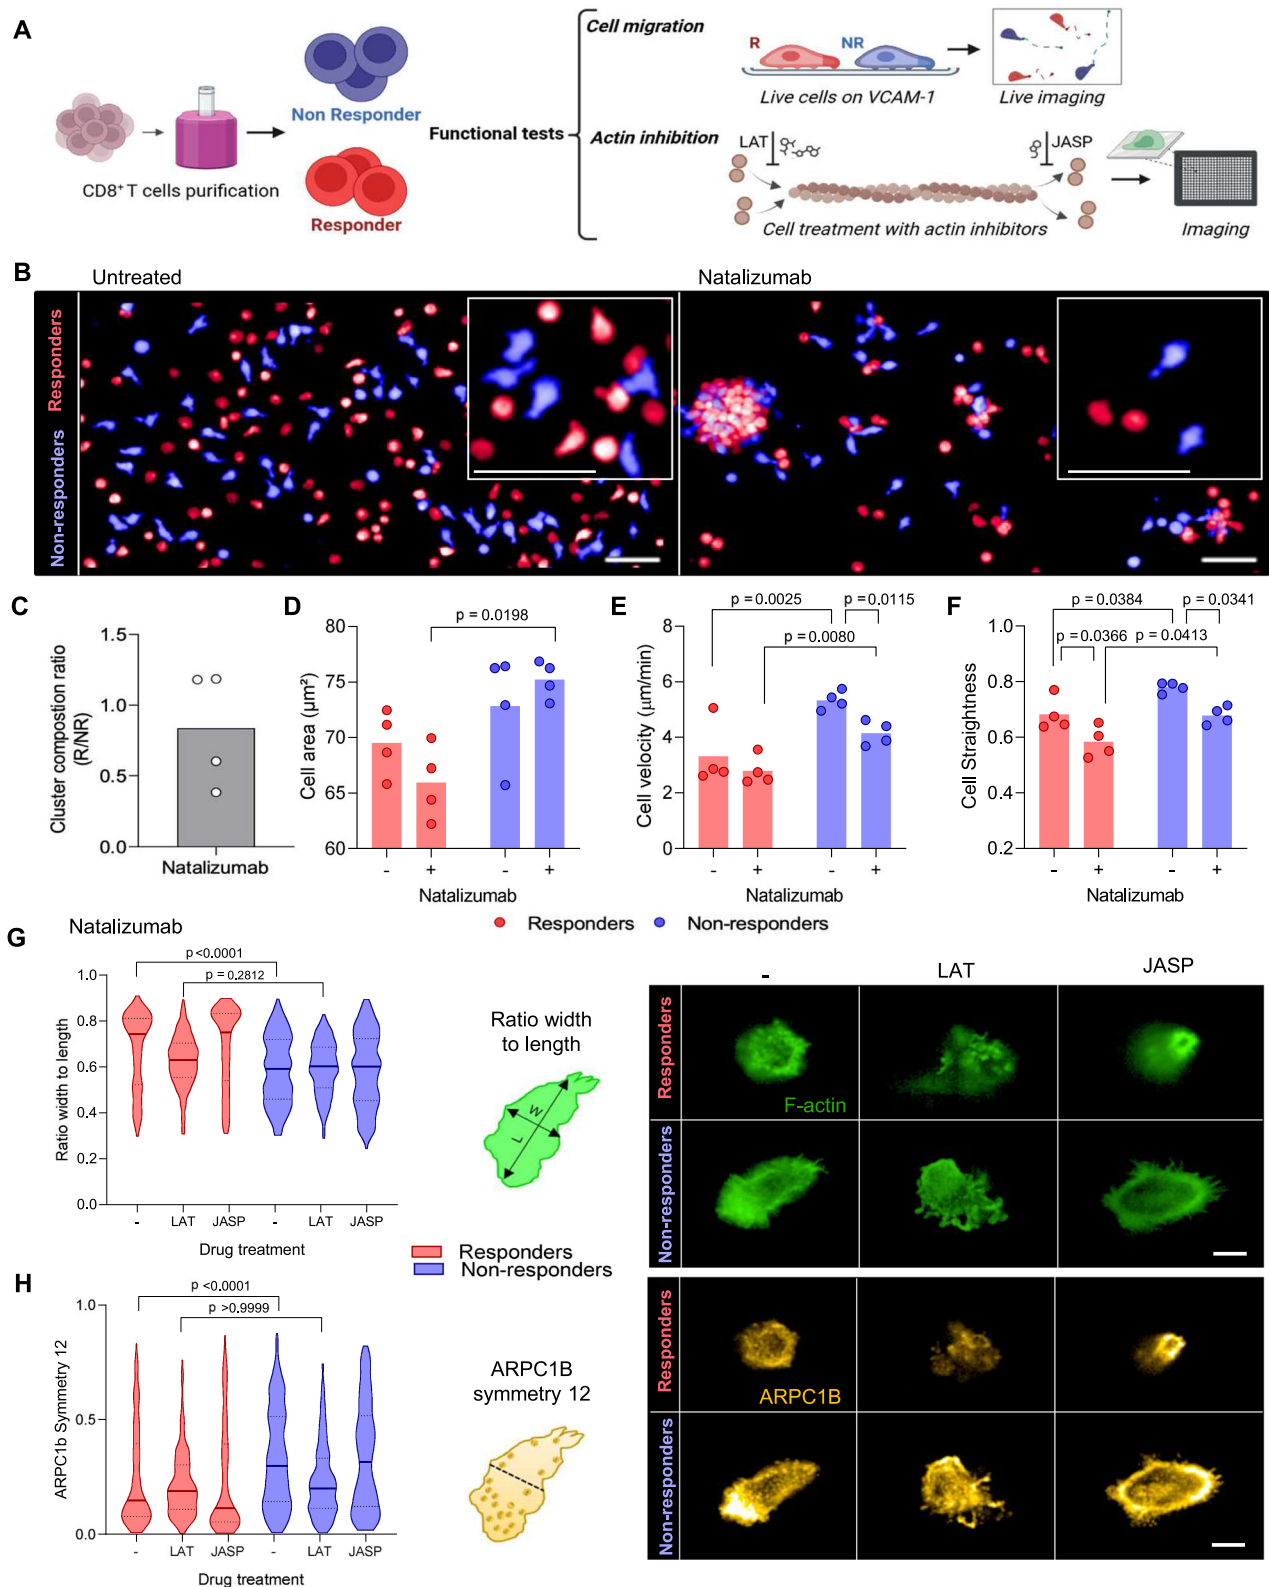 A
Cell migration
R
NR
Non Responder
Live cells on VCAM-1
Live imaging
Functional tests
Actin inhibition
LAT
JASP
CD8+ T cells purification
Responder
Cell treatment with actin inhibitors
Imaging
B
Untreated
Natalizumab
Responders
Non-responders
C
Cluster compostion ratio
(R/NR)
1.5
1.0
0.5
0.0
Natalizumab
D
p = 0.0198
Cell area (µm²)
80
75
70
65
60
- + - +
Natalizumab
E
p = 0.0025
p = 0.0115
p = 0.0080
Cell velocity (µm/min)
8
6
4
2
0
- + - +
Natalizumab
F
p = 0.0384
p = 0.0341
p = 0.0366
p = 0.0413
Cell Straightness
1.0
0.8
0.6
0.4
0.2
- + - +
Natalizumab
Responders
Non-responders
G
Natalizumab
p <0.0001
p = 0.2812
Ratio width to length
1.0
0.8
0.6
0.4
0.2
0.0
- LAT JASP - LAT JASP
Drug treatment
Ratio width
to length
W
L
- LAT JASP
Responders
F-actin
Non-responders
Responders
Non-responders
H
p <0.0001
p >0.9999
ARPC1b Symmetry 12
1.0
0.5
0.0
- LAT JASP - LAT JASP
Drug treatment
ARPC1B
symmetry 12
Responders
ARPC1B
Non-responders